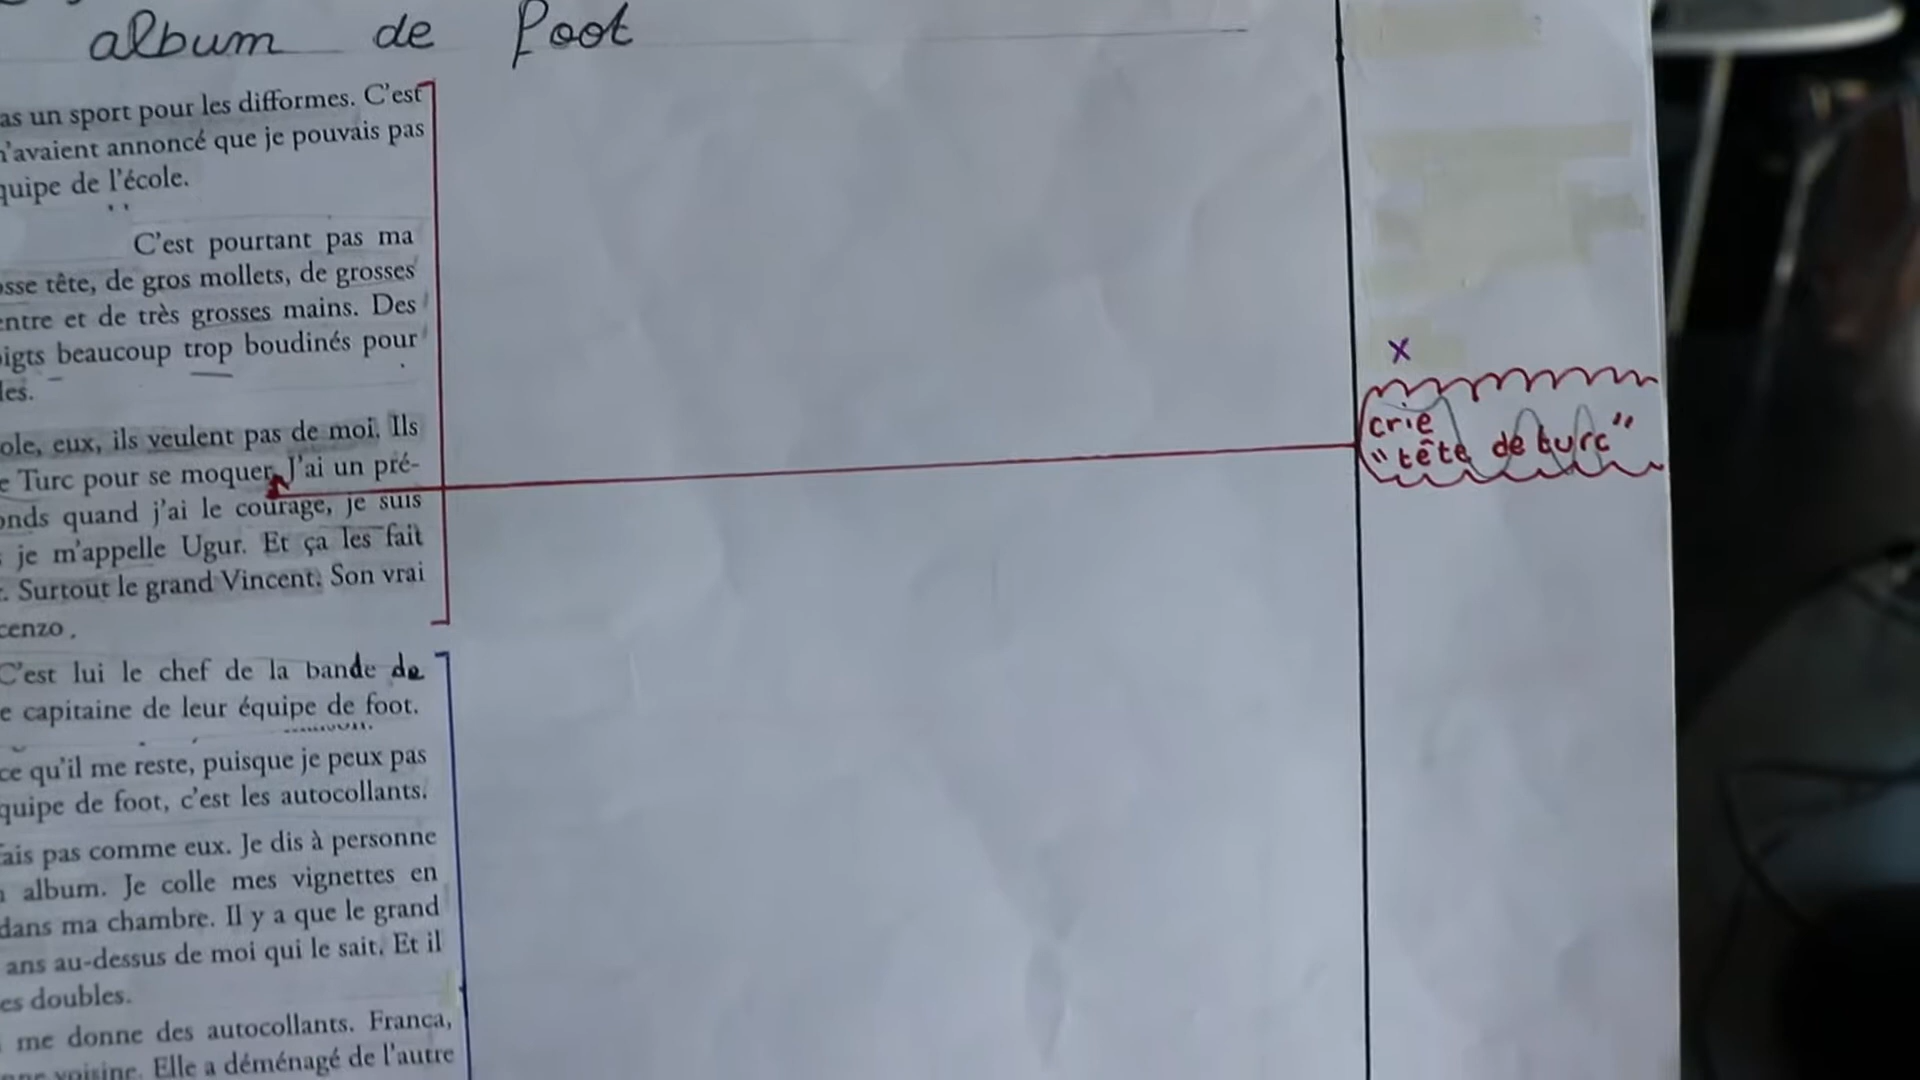 album de foot
as un sport pour les difformes. C'est
n'avaient annoncé que je pouvais pas
quipe de l'école.
C'est pourtant pas ma
osse tête, de gros mollets, de grosses
entre et de très grosses mains. Des
oigts beaucoup trop boudinés pour
les.
x
ole, eux, ils veulent pas de moi. Ils
e Turc pour se moquer. J'ai un pré-
onds quand j'ai le courage, je suis
je m'appelle Ugur. Et ça les fait
. Surtout le grand Vincent. Son vrai
cenzo.
crie
"tête de turc"
C'est lui le chef de la bande de
e capitaine de leur équipe de foot.
ce qu'il me reste, puisque je peux pas
quipe de foot, c'est les autocollants.
fais pas comme eux. Je dis à personne
album. Je colle mes vignettes en
dans ma chambre. Il y a que le grand
ans au-dessus de moi qui le sait. Et il
es doubles.
me donne des autocollants. Franca,
voisine. Elle a déménagé de l'autre